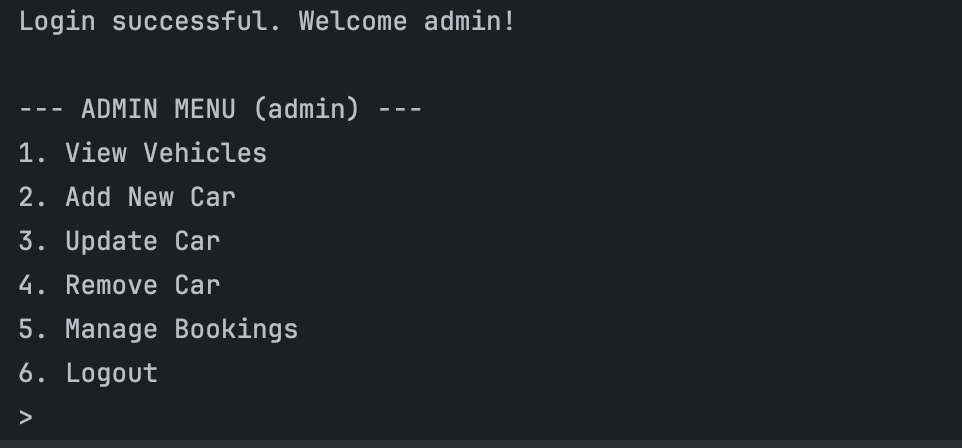 Login successful. Welcome admin!
--- ADMIN MENU (admin) ---
1. View Vehicles
2. Add New Car
3. Update Car
4. Remove Car
5. Manage Bookings
6. Logout
>